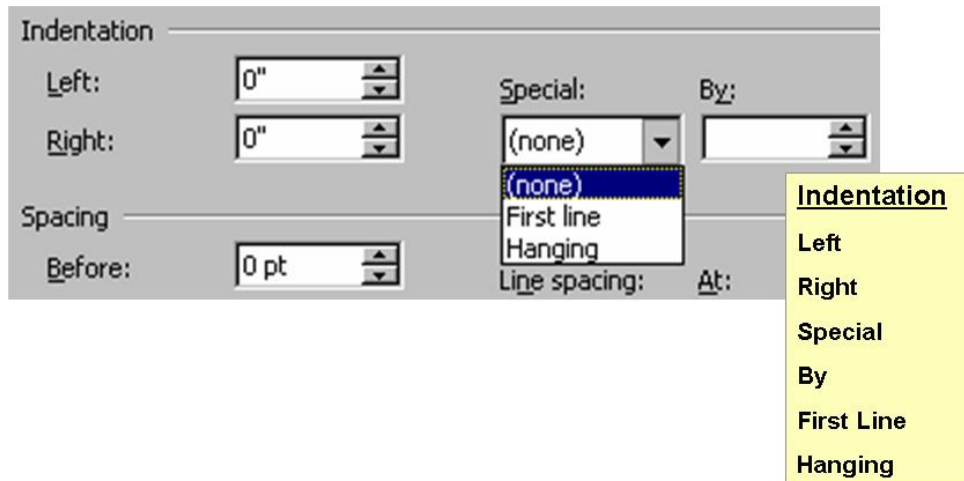 Indentation
Left: 0"
Special: By:
Right: 0" (none)
(none)
First line
Hanging
Spacing
Before: 0 pt
Line spacing: At:
Indentation
Left
Right
Special
By
First Line
Hanging